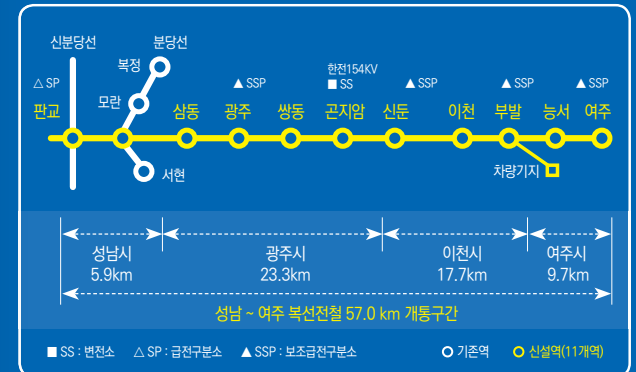 신분당선 분당선
복정
한전154KV
△ SP ▲ SSP ■ SS ▲ SSP ▲ SSP ▲ SSP
판교 모란 삼동 광주 쌍동 곤지암 신둔 이천 부발 능서 여주
서현 차량기지
성남시 광주시 이천시 여주시
5.9km 23.3km 17.7km 9.7km
성남 ~ 여주 복선전철 57.0 km 개통구간
■ SS : 변전소 △ SP : 급전구분소 ▲ SSP : 보조급전구분소 기존역 신설역(11개역)